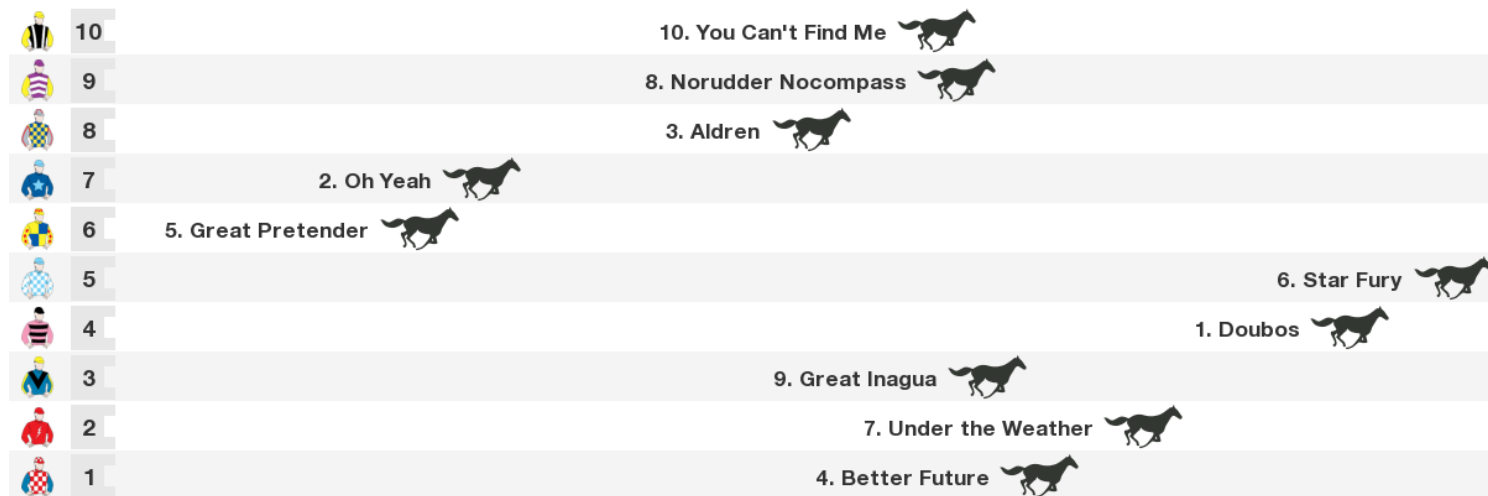 10 10. You Can't Find Me
9 8. Norudder Nocompass
8 3. Aldren
7 2. Oh Yeah
6 5. Great Pretender
5 6. Star Fury
4 1. Doubos
3 9. Great Inagua
2 7. Under the Weather
1 4. Better Future